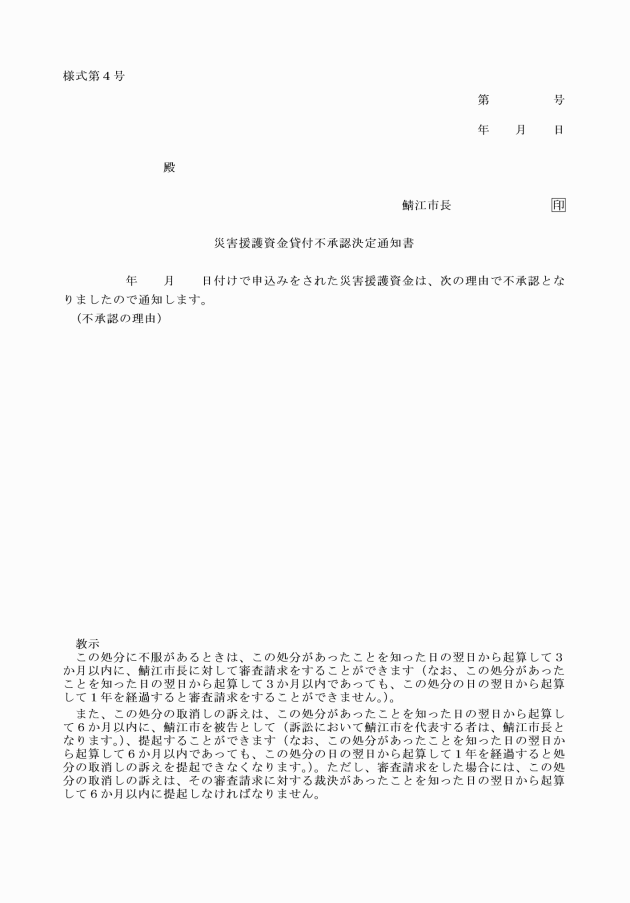 様式第４号
第　　　　　号
年　　月　　日
殿
鯖江市長　　　　　　　　印
災害援護資金貸付不承認決定通知書
年　　月　　日付けで申込みをされた災害援護資金は、次の理由で不承認とな
りましたので通知します。
（不承認の理由）
教示
この処分に不服があるときは、この処分があったことを知った日の翌日から起算して３
か月以内に、鯖江市長に対して審査請求をすることができます（なお、この処分があった
ことを知った日の翌日から起算して３か月以内であっても、この処分の日の翌日から起算
して１年を経過すると審査請求をすることができません。）。
また、この処分の取消しの訴えは、この処分があったことを知った日の翌日から起算し
て６か月以内に、鯖江市を被告として（訴訟において鯖江市を代表する者は、鯖江市長と
なります。）、提起することができます（なお、この処分があったことを知った日の翌日か
ら起算して６か月以内であっても、この処分の日の翌日から起算して１年を経過すると処
分の取消しの訴えを提起できなくなります。）。ただし、審査請求をした場合には、この処
分の取消しの訴えは、その審査請求に対する裁決があったことを知った日の翌日から起算
して６か月以内に提起しなければなりません。